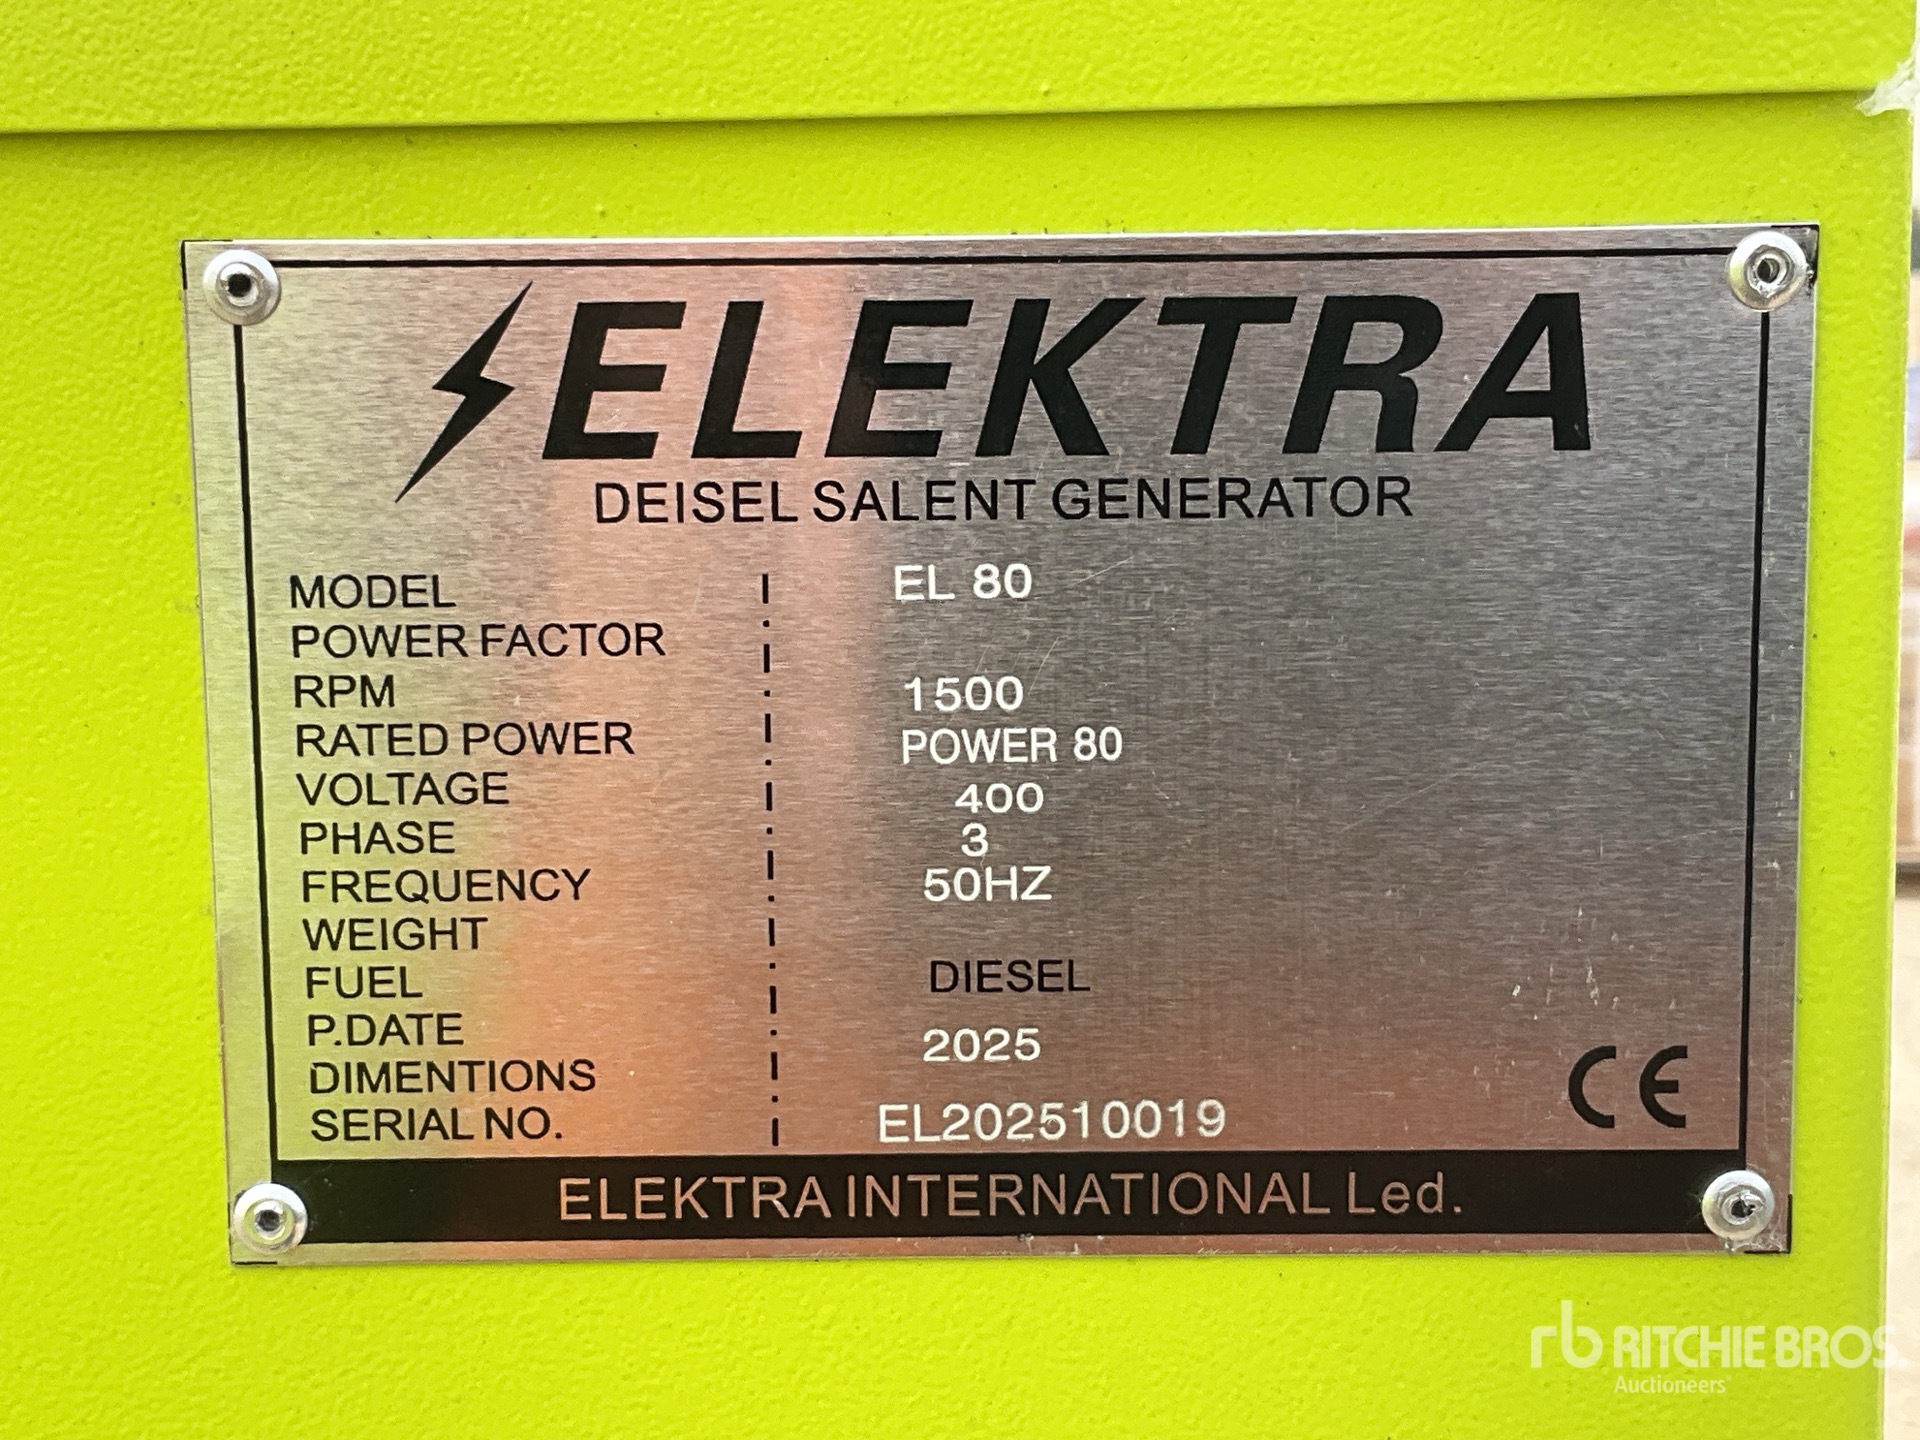 ELEKTRA
DEISEL SALENT GENERATOR
MODEL EL 80
POWER FACTOR
RPM 1500
RATED POWER POWER 80
VOLTAGE 400
PHASE 3
FREQUENCY 50HZ
WEIGHT
FUEL DIESEL
P.DATE 2025
DIMENTIONS
SERIAL NO. EL202510019
CE
ELEKTRA INTERNATIONAL Led.
rb RITCHIE BROS.
Auctioneers